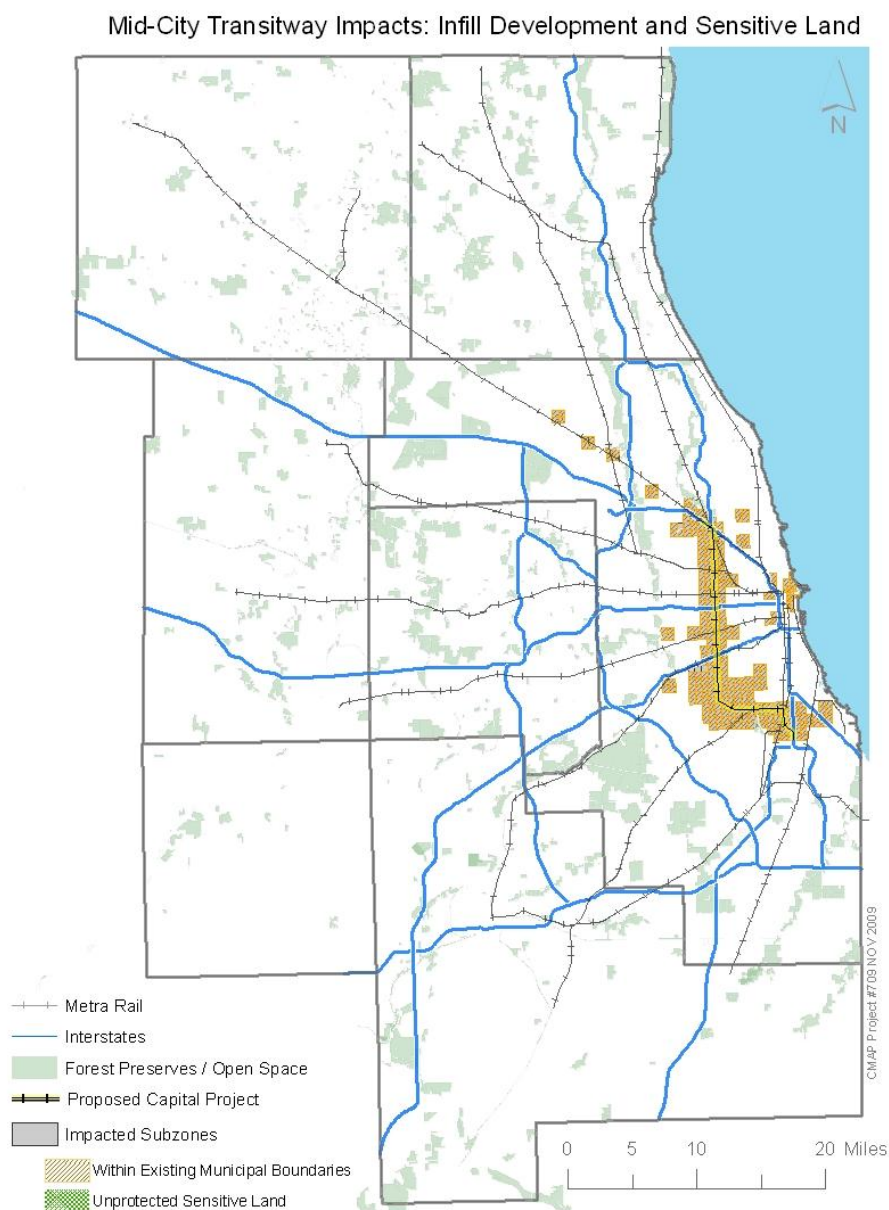 Mid-City Transitway Impacts: Infill Development and Sensitive Land
N
CMAP Project #709 NOV 2009
Metra Rail
Interstates
Forest Preserves / Open Space
Proposed Capital Project
Impacted Subzones
Within Existing Municipal Boundaries
Unprotected Sensitive Land
0 5 10 20 Miles